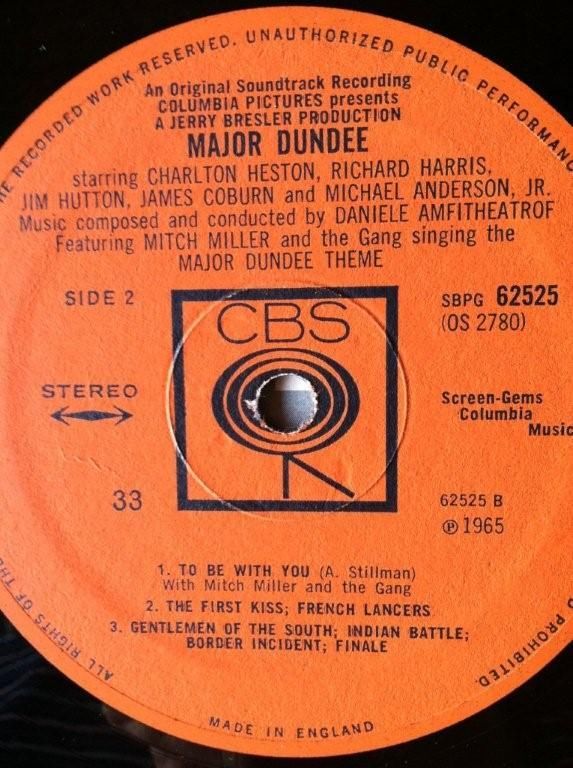 HE RECORDED WORK RESERVED. UNAUTHORIZED PUBLIC PERFORMANC
An Original Soundtrack Recording
COLUMBIA PICTURES presents
A JERRY BRESLER PRODUCTION
MAJOR DUNDEE
starring CHARLTON HESTON, RICHARD HARRIS,
JIM HUTTON, JAMES COBURN and MICHAEL ANDERSON, JR.
Music composed and conducted by DANIELE AMFITHEATROF
Featuring MITCH MILLER and the Gang singing the
MAJOR DUNDEE THEME
SIDE 2
SBPG 62525
(OS 2780)
CBS
STEREO
Screen-Gems
Columbia
Music
33
62525 B
℗ 1965
1. TO BE WITH YOU (A. Stillman)
With Mitch Miller and the Gang
2. THE FIRST KISS; FRENCH LANCERS
3. GENTLEMEN OF THE SOUTH; INDIAN BATTLE;
BORDER INCIDENT; FINALE
ALL RIGHTS OF THE
MADE IN ENGLAND
PROHIBITED.